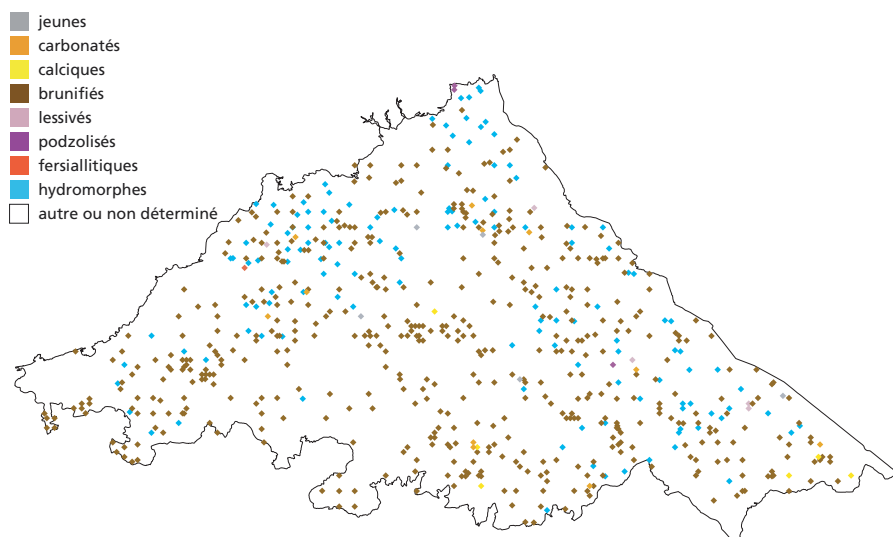 jeunes
carbonatés
calciques
brunifiés
lessivés
podzolisés
fersiallitiques
hydromorphes
autre ou non déterminé